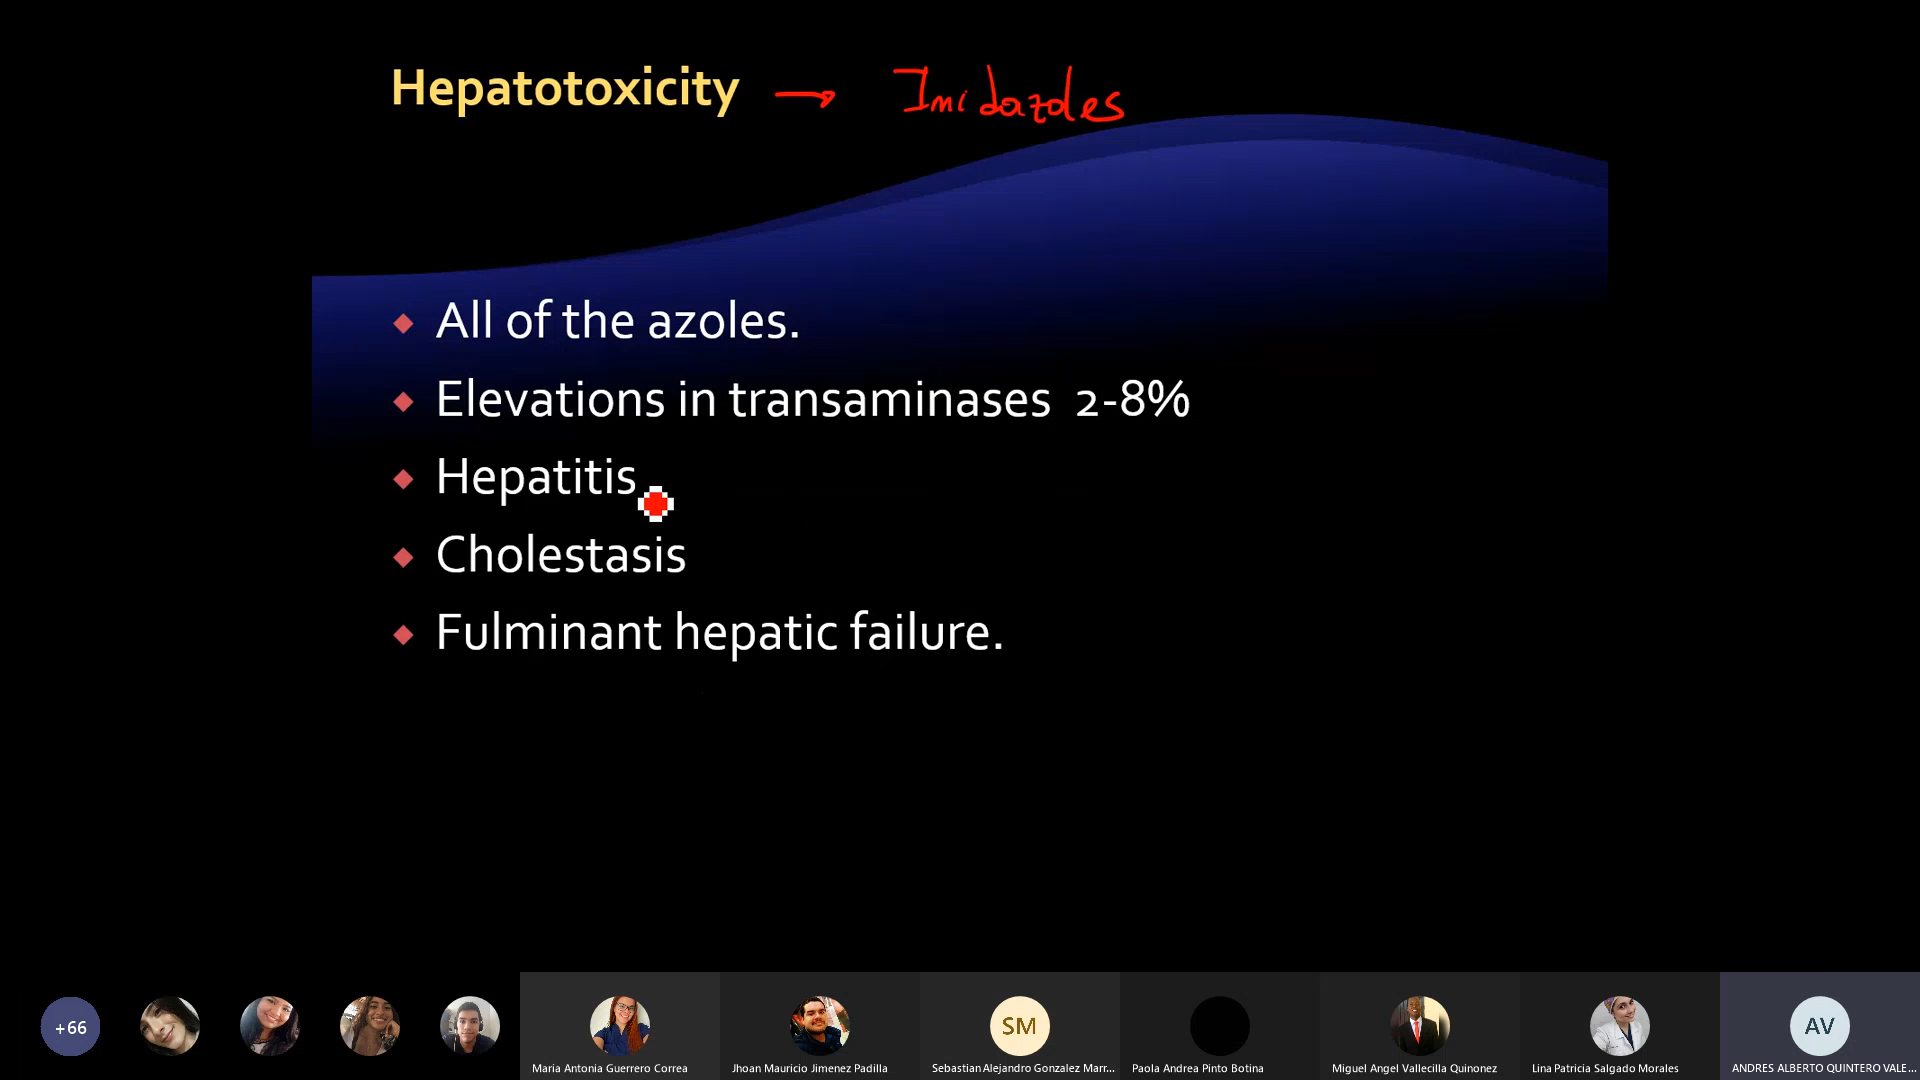 Hepatotoxicity → Imidazoles
All of the azoles.
Elevations in transaminases 2-8%
Hepatitis
Cholestasis
Fulminant hepatic failure.
+66
SM
AV
Maria Antonia Guerrero Correa
Jhoan Mauricio Jimenez Padilla
Sebastian Alejandro Gonzalez Marr...
Paola Andrea Pinto Botina
Miguel Angel Vallecilla Quinonez
Lina Patricia Salgado Morales
ANDRES ALBERTO QUINTERO VALE...